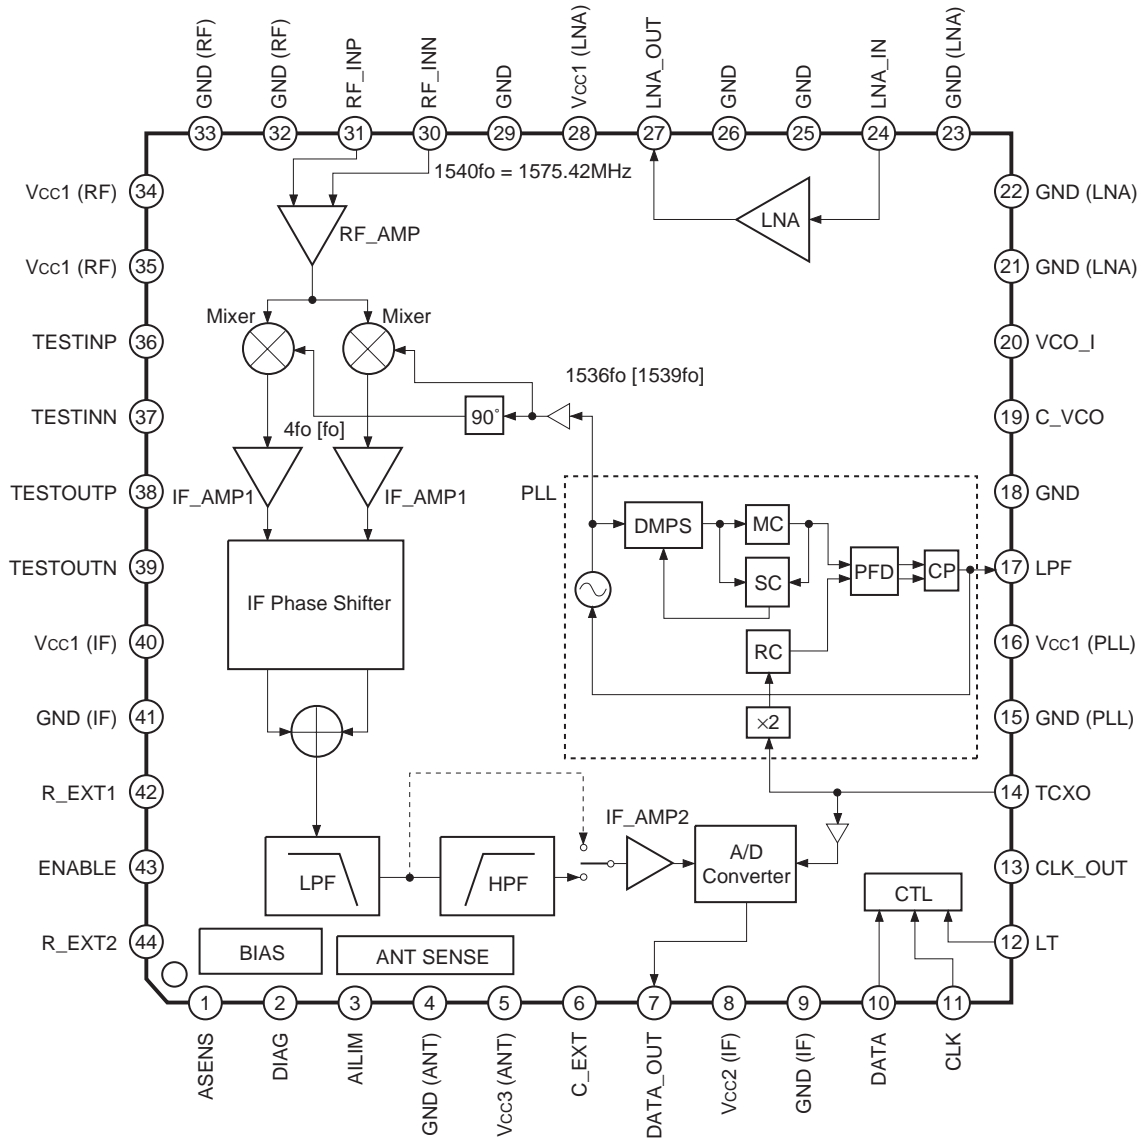 GND (RF)
GND (RF)
RF_INP
RF_INN
GND
Vcc1 (LNA)
LNA_OUT
GND
GND
LNA_IN
GND (LNA)
33
32
31
30
29
28
27
26
25
24
23
1540fo = 1575.42MHz
Vcc1 (RF)
34
22
GND (LNA)
RF_AMP
LNA
Vcc1 (RF)
35
21
GND (LNA)
Mixer
Mixer
TESTINP
36
20
VCO_I
1536fo [1539fo]
TESTINN
37
90°
19
C_VCO
4fo [fo]
TESTOUTP
38
IF_AMP1
IF_AMP1
PLL
18
GND
DMPS
MC
TESTOUTN
39
PFD
CP
17
LPF
SC
IF Phase Shifter
Vcc1 (IF)
40
RC
16
Vcc1 (PLL)
GND (IF)
41
×2
15
GND (PLL)
R_EXT1
42
14
TCXO
IF_AMP2
ENABLE
43
LPF
HPF
A/D
Converter
13
CLK_OUT
CTL
R_EXT2
44
BIAS
ANT SENSE
12
LT
1
2
3
4
5
6
7
8
9
10
11
ASENS
DIAG
AILIM
GND (ANT)
Vcc3 (ANT)
C_EXT
DATA_OUT
Vcc2 (IF)
GND (IF)
DATA
CLK